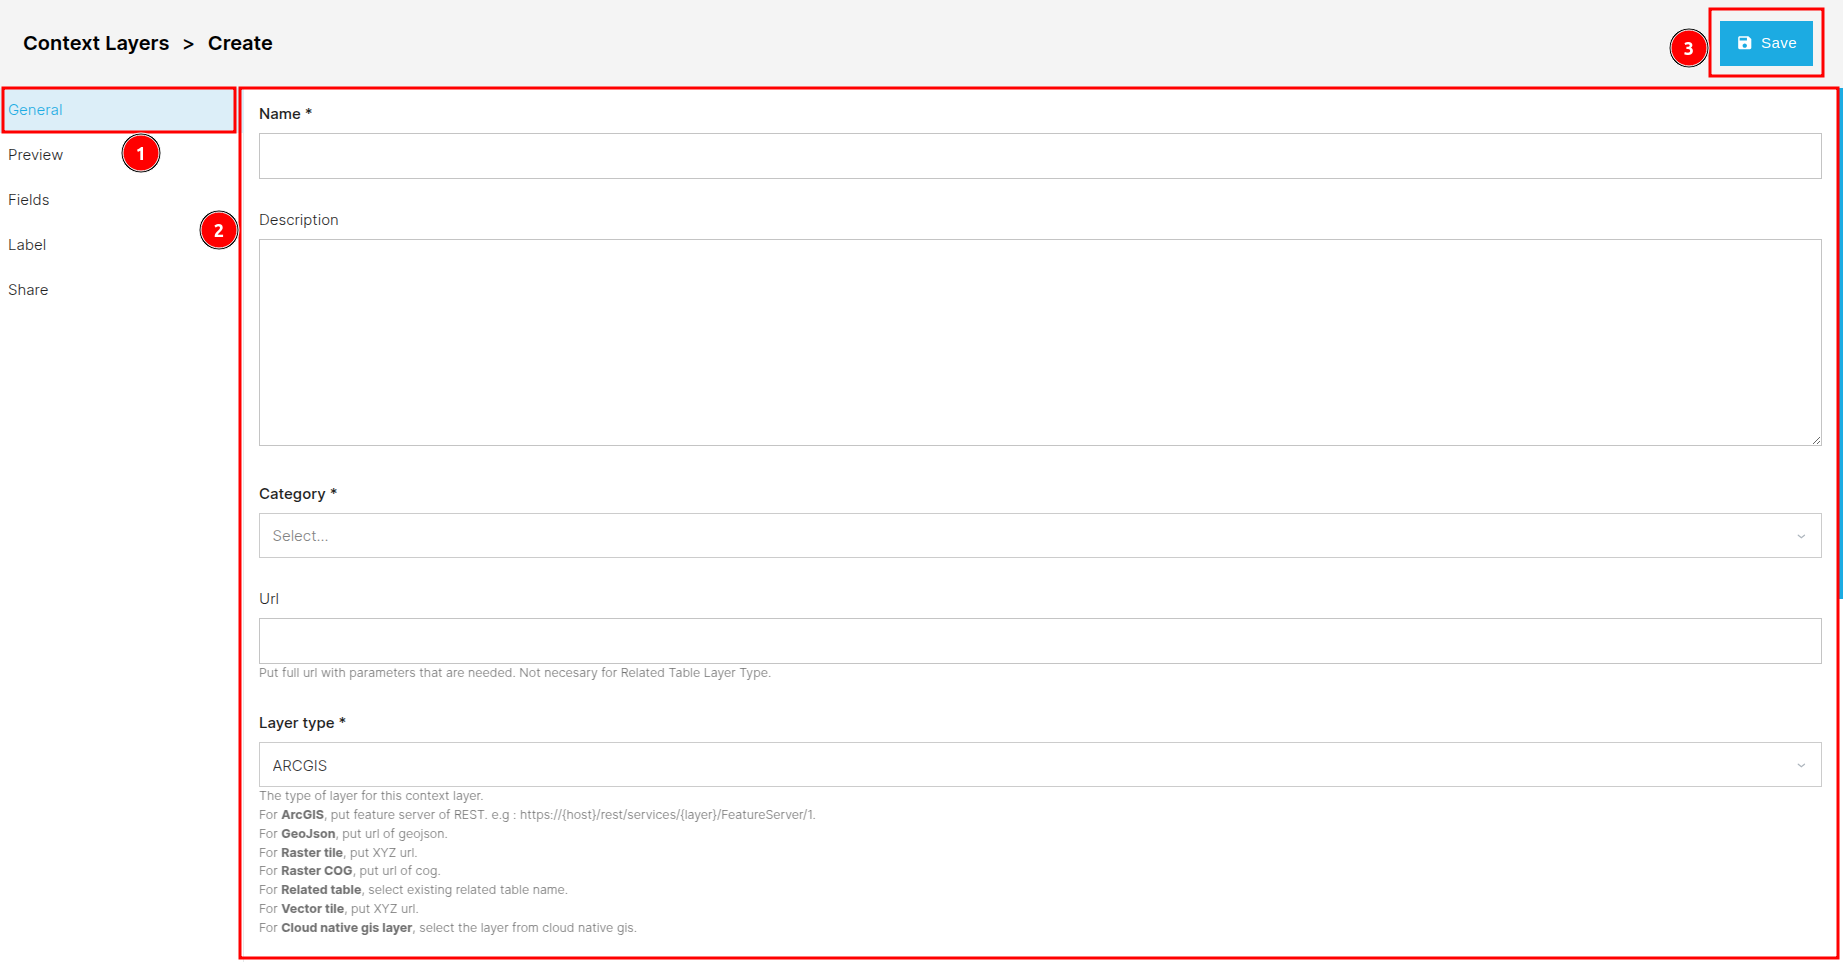 Context Layers > Create
3
Save
General
Preview
1
Fields
2
Label
Share
Name *
Description
Category *
Select...
Url
Put full url with parameters that are needed. Not necesary for Related Table Layer Type.
Layer type *
ARCGIS
The type of layer for this context layer.
For ArcGIS, put feature server of REST. e.g : https://{host}/rest/services/{layer}/FeatureServer/1.
For GeoJson, put url of geojson.
For Raster tile, put XYZ url.
For Raster COG, put url of cog.
For Related table, select existing related table name.
For Vector tile, put XYZ url.
For Cloud native gis layer, select the layer from cloud native gis.